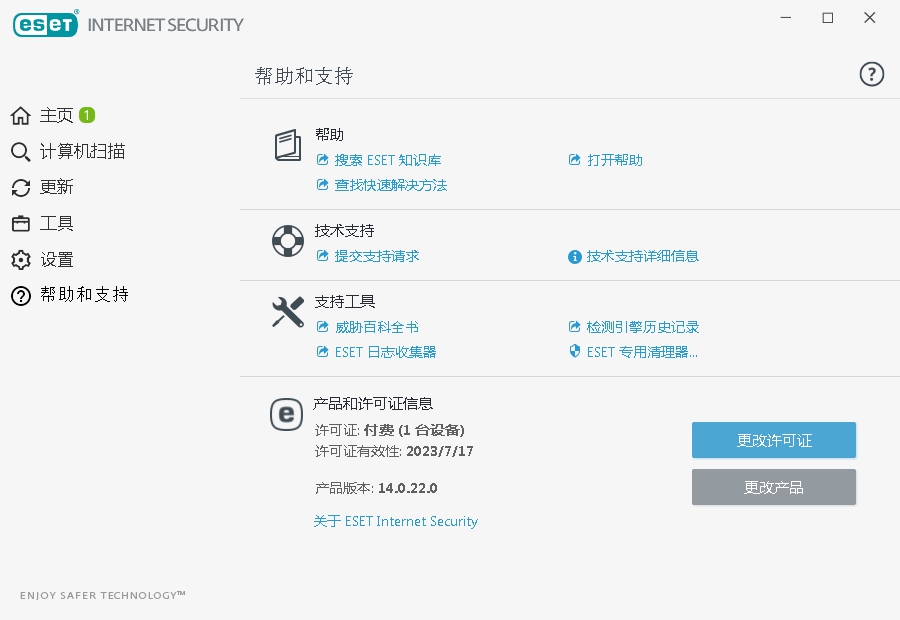 eseT® INTERNET SECURITY
帮助和支持
?
主页 1
计算机扫描
更新
工具
设置
帮助和支持
帮助
搜索 ESET 知识库
打开帮助
查找快速解决方法
技术支持
提交支持请求
技术支持详细信息
支持工具
威胁百科全书
检测引擎历史记录
ESET 日志收集器
ESET 专用清理器...
e
产品和许可证信息
许可证: 付费 (1 台设备)
许可证有效性: 2023/7/17
更改许可证
产品版本: 14.0.22.0
更改产品
关于 ESET Internet Security
ENJOY SAFER TECHNOLOGY™